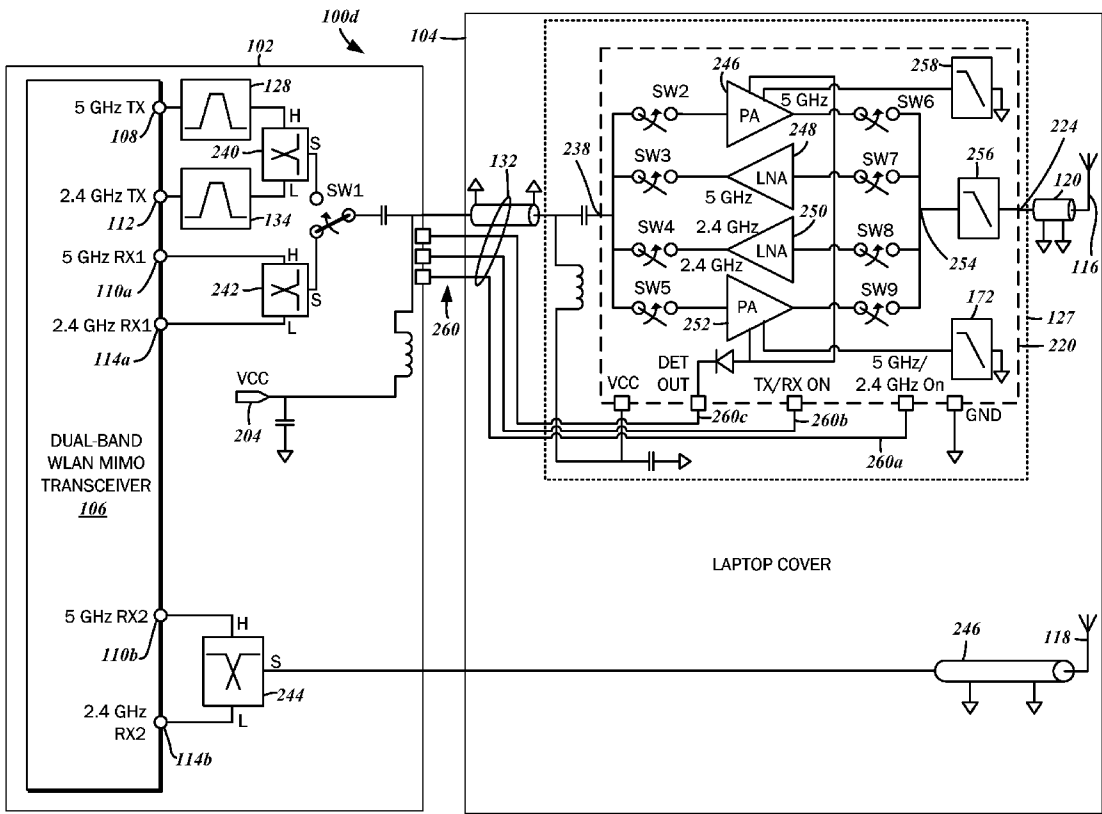 100d
104
102
5 GHz TX
108
128
H
240
S
L
2.4 GHz TX
112
134
SW1
5 GHz RX1
110a
H
242
S
L
2.4 GHz RX1
114a
132
260
VCC
204
DUAL-BAND
WLAN MIMO
TRANSCEIVER
106
5 GHz RX2
110b
H
S
244
L
2.4 GHz
RX2
114b
238
SW2
246
PA
5 GHz
SW6
258
SW3
248
LNA
5 GHz
SW7
256
224
120
116
SW4
2.4 GHz
2.4 GHz
250
LNA
SW8
254
SW5
PA
252
SW9
172
127
220
DET
OUT
VCC
TX/RX ON
5 GHz/
2.4 GHz On
GND
260c
260b
260a
LAPTOP COVER
246
118